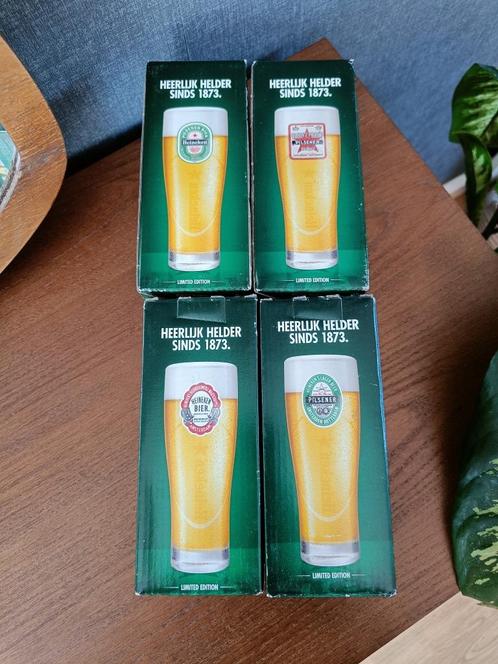 HEERLIJK HELDER
SINDS 1873.
Heineken
LIMITED EDITION
HEERLIJK HELDER
SINDS 1873.
PILSENER
LIMITED EDITION
HEERLIJK HELDER
SINDS 1873.
HEINEKEN
BIER.
AMSTERDAM
LIMITED EDITION
HEERLIJK HELDER
SINDS 1873.
PILSENER
LIMITED EDITION